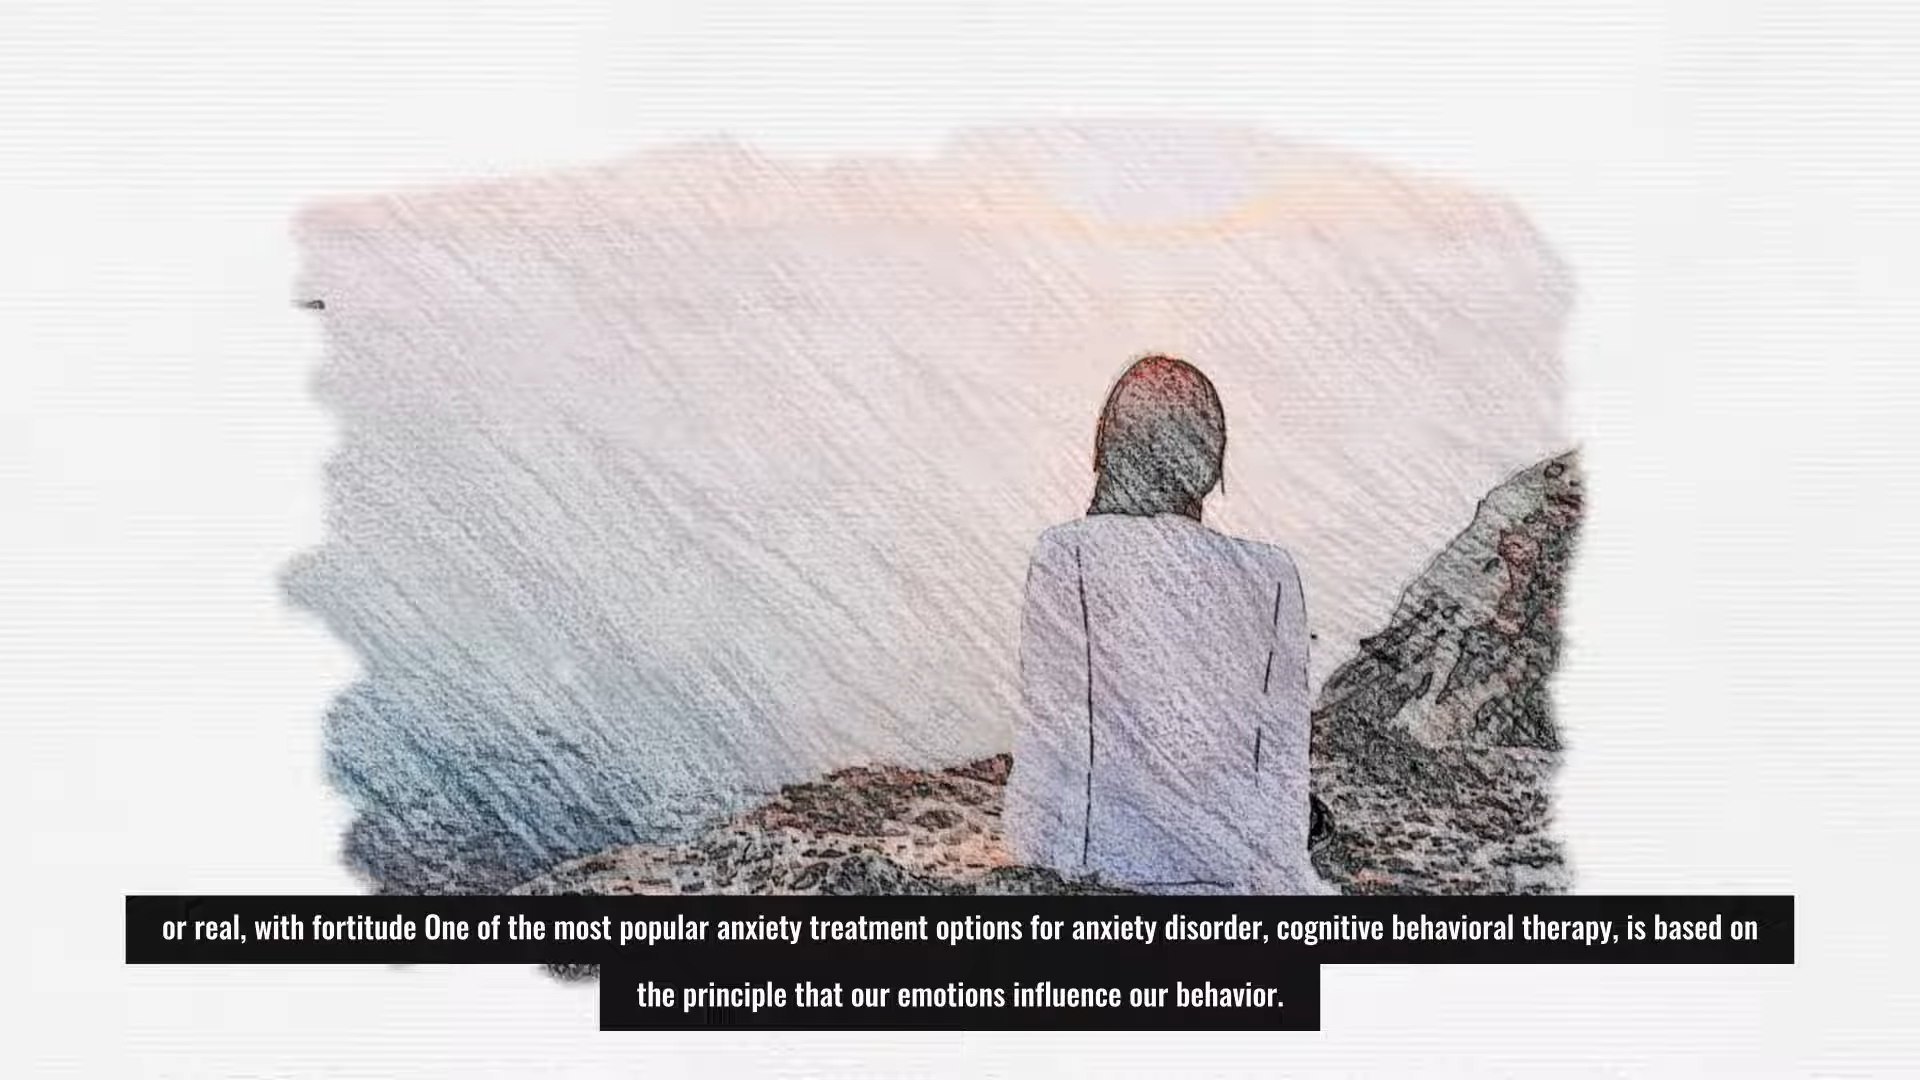 or real, with fortitude One of the most popular anxiety treatment options for anxiety disorder, cognitive behavioral therapy, is based on
the principle that our emotions influence our behavior.